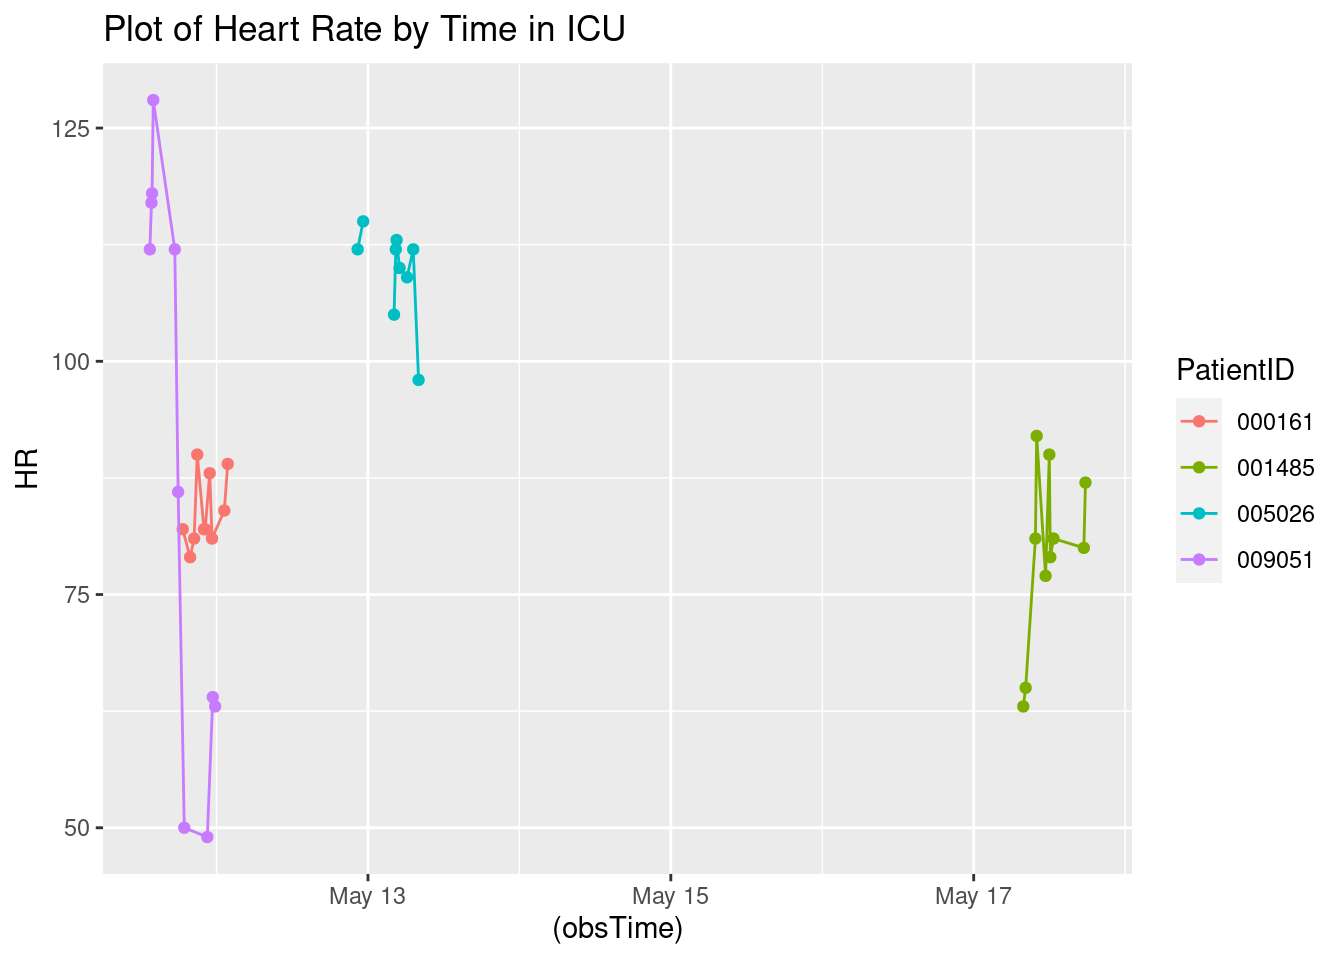 Plot of Heart Rate by Time in ICU
125
100
75
50
HR
May 13
May 15
May 17
(obsTime)
PatientID
000161
001485
005026
009051